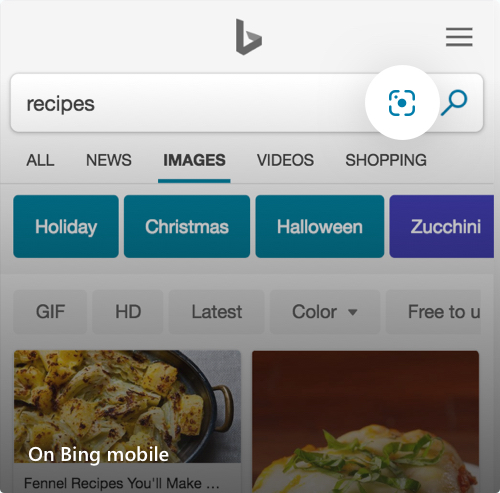 recipes
ALL NEWS IMAGES VIDEOS SHOPPING
Holiday Christmas Halloween Zucchini
GIF HD Latest Color Free to u
On Bing mobile
Fennel Recipes You'll Make ...